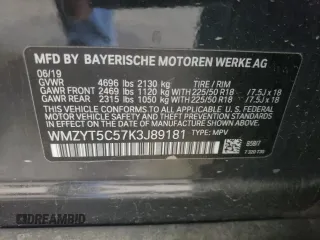 MFD BY BAYERISCHE MOTOREN WERKE AG
06/19
GVWR 4696 lbs 2130 kg TIRE / RIM
GAWR FRONT 2469 lbs 1120 kg WITH 225/50 R18 /7.5J x 18
GAWR REAR 2315 lbs 1050 kg WITH 225/50 R18 /7.5J x 18
THIS VEHICLE CONFORMS TO ALL APPLICABLE FEDERAL MOTOR
VEHICLE SAFETY, BUMPER, AND THEFT PREVENTION STANDARDS
IN EFFECT ON THE DATE OF MANUFACTURE SHOWN ABOVE.
WMZYT5C57K3J89181 TYPE: MPV
AUTOBIDMASTER
DREAMBID